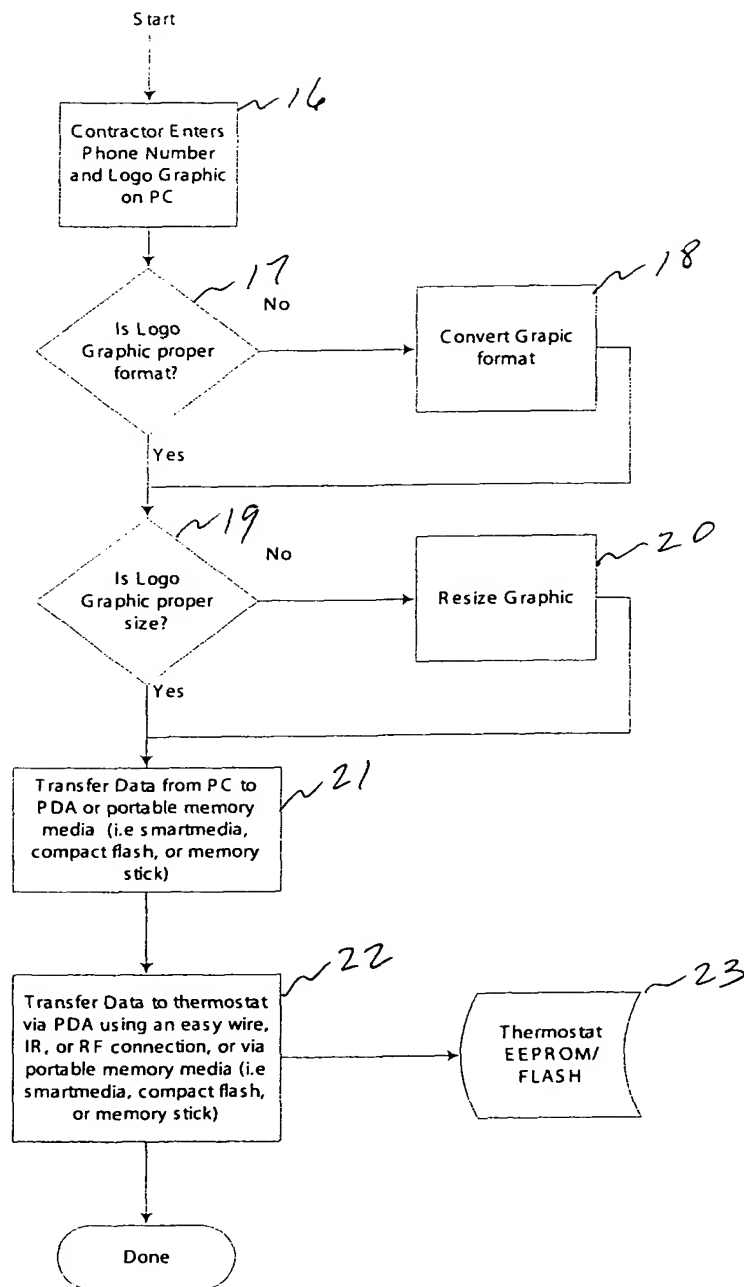 Start
16
Contractor Enters
Phone Number
and Logo Graphic
on PC
17
No
18
Is Logo
Graphic proper
format?
Convert Grapic
format
Yes
19
No
20
Is Logo
Graphic proper
size?
Resize Graphic
Yes
21
Transfer Data from PC to
PDA or portable memory
media (i.e smartmedia,
compact flash, or memory
stick)
22
23
Transfer Data to thermostat
via PDA using an easy wire,
IR, or RF connection, or via
portable memory media (i.e
smartmedia, compact flash,
or memory stick)
Thermostat
EEPROM/
FLASH
Done